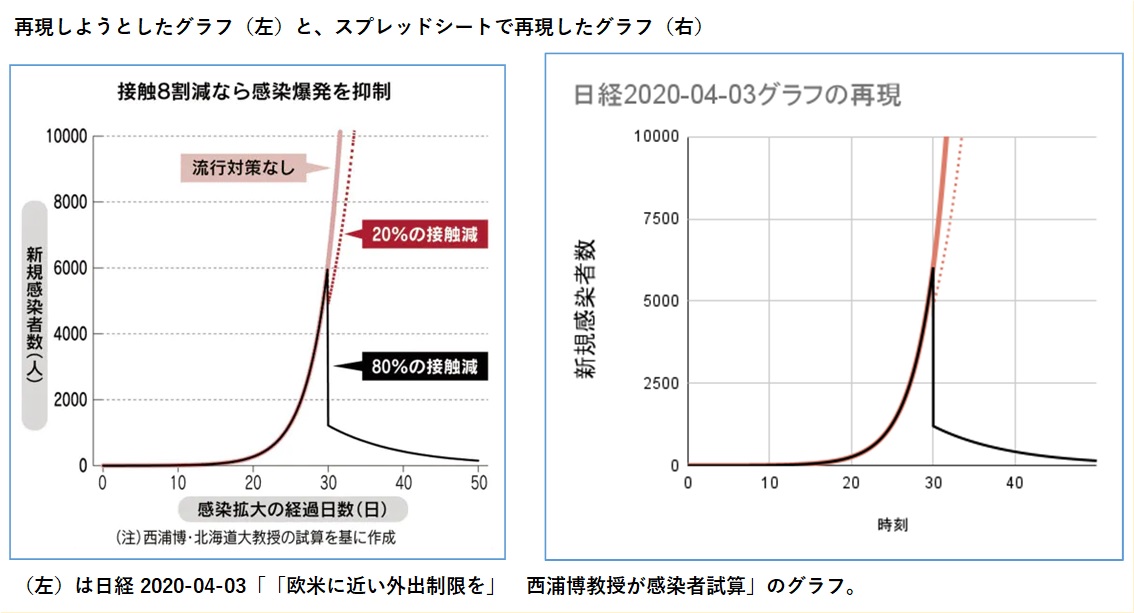 再現しようとしたグラフ（左）と、スプレッドシートで再現したグラフ（右）
接触8割減なら感染爆発を抑制
10000
8000
6000
4000
2000
0
新規感染者数(人)
流行対策なし
20%の接触減
80%の接触減
0 10 20 30 40 50
感染拡大の経過日数(日)
(注)西浦博・北海道大教授の試算を基に作成
日経2020-04-03グラフの再現
10000
7500
5000
2500
0
新規感染者数
0 10 20 30 40
時刻
（左）は日経 2020-04-03「「欧米に近い外出制限を」　西浦博教授が感染者試算」のグラフ。